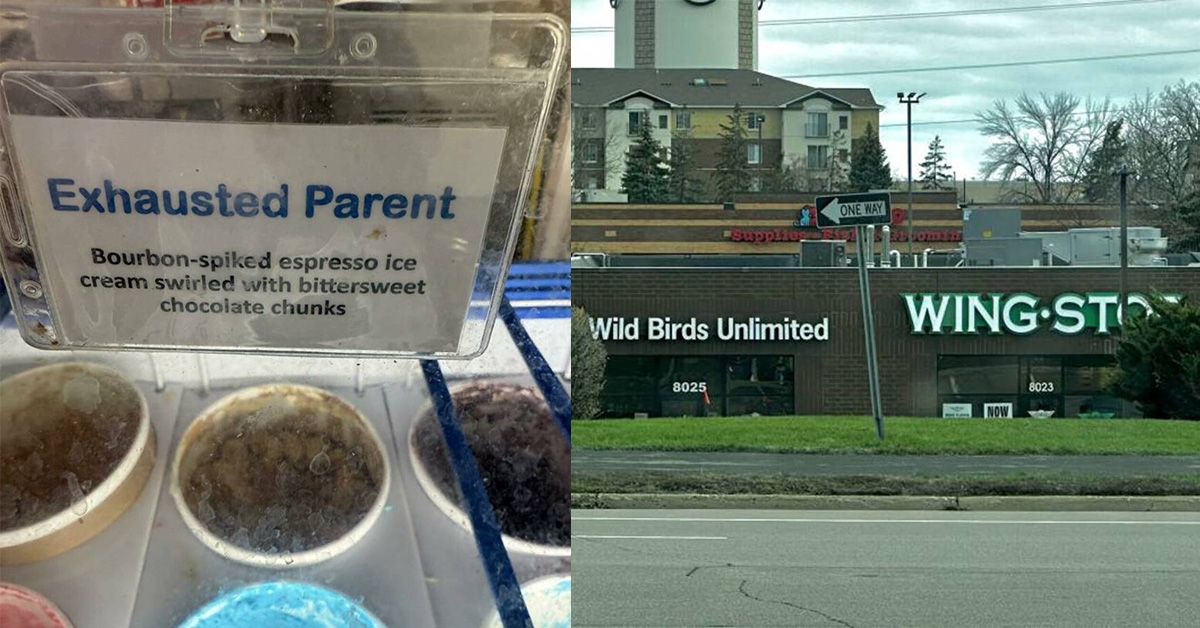 Exhausted Parent
Bourbon-spiked espresso ice
cream swirled with bittersweet
chocolate chunks
ONE WAY
Supplies
Wild Birds Unlimited
WING·STO
8025
8023
NOW